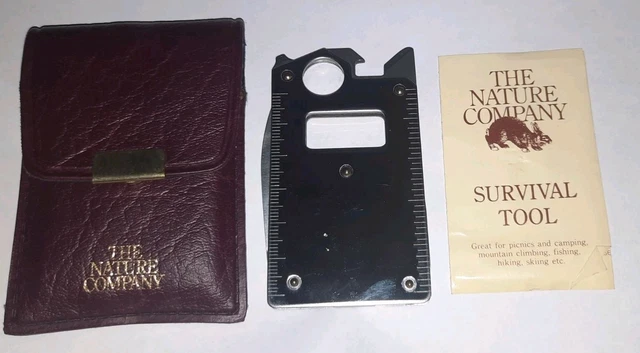 THE
NATURE
COMPANY
THE
NATURE
COMPANY
SURVIVAL
TOOL
Great for picnics and camping,
mountain climbing, fishing,
hiking, skiing etc.